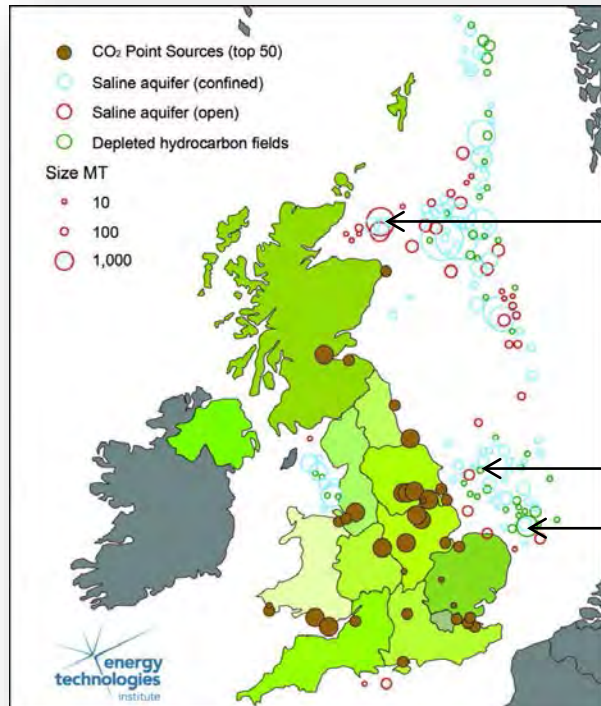 CO₂ Point Sources (top 50)
Saline aquifer (confined)
Saline aquifer (open)
Depleted hydrocarbon fields
Size MT
10
100
1,000
energy
technologies
institute